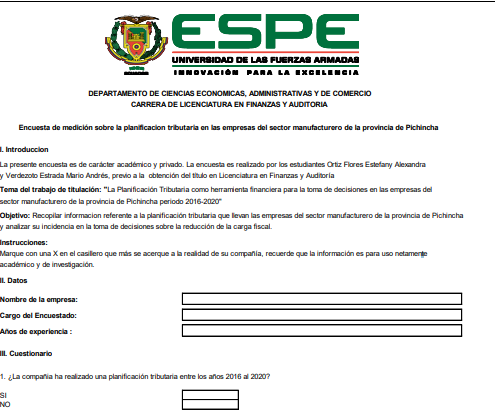 ESPE
UNIVERSIDAD DE LAS FUERZAS ARMADAS
INNOVACIÓN PARA LA EXCELENCIA
DEPARTAMENTO DE CIENCIAS ECONOMICAS, ADMINISTRATIVAS Y DE COMERCIO
CARRERA DE LICENCIATURA EN FINANZAS Y AUDITORIA
Encuesta de medición sobre la planificacion tributaria en las empresas del sector manufacturero de la provincia de Pichincha
I. Introduccion
La presente encuesta es de carácter académico y privado. La encuesta es realizado por los estudiantes Ortiz Flores Estefany Alexandra
y Verdezoto Estrada Mario Andrés, previo a la obtención del título en Licenciatura en Finanzas y Auditoría
Tema del trabajo de titulación: "La Planificación Tributaria como herramienta financiera para la toma de decisiones en las empresas del
sector manufacturero de la provincia de Pichincha periodo 2016-2020"
Objetivo: Recopilar informacion referente a la planificación tributaria que llevan las empresas del sector manufacturero de la provincia de Pichincha
y analizar su incidencia en la toma de decisiones sobre la reducción de la carga fiscal.
Instrucciones:
Marque con una X en el casillero que más se acerque a la realidad de su compañía, recuerde que la información es para uso netamente
académico y de investigación.
II. Datos
Nombre de la empresa:
Cargo del Encuestado:
Años de experiencia :
III. Cuestionario
1. ¿La compañía ha realizado una planificación tributaria entre los años 2016 al 2020?
SI
NO